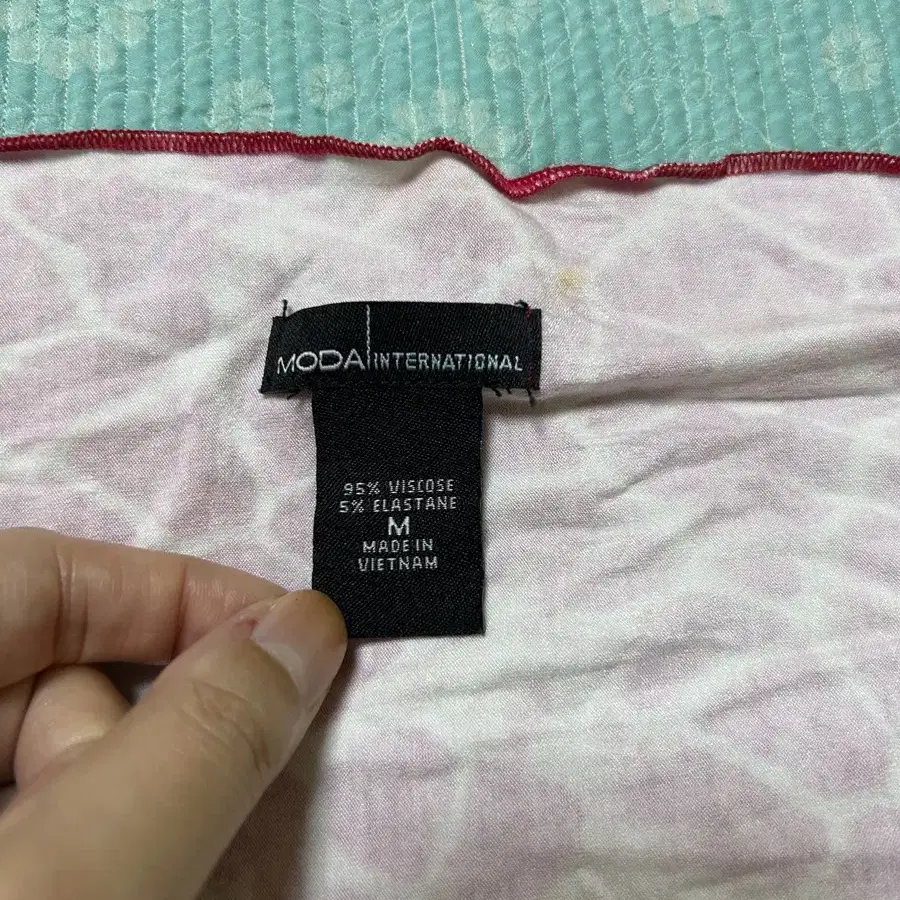 MODA INTERNATIONAL
95% VISCOSE
5% ELASTANE
M
MADE IN
VIETNAM